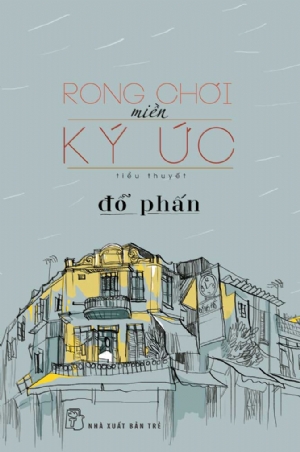 RONG CHƠI
miền
KÝ ỨC
tiểu thuyết
đỗ phấn
NHÀ XUẤT BẢN TRẺ